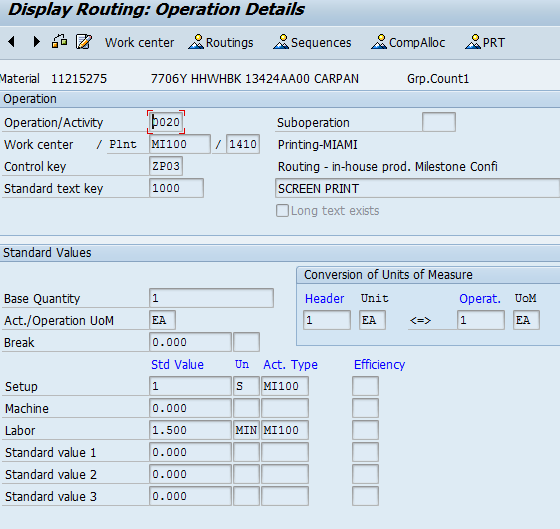 Display Routing: Operation Details
Work center Routings Sequences CompAlloc PRT
Material 11215275 7706Y HHWHBK 13424AA00 CARPAN Grp.Count1
Operation
Operation/Activity 0020 Suboperation
Work center / Plnt MI100 / 1410 Printing-MIAMI
Control key ZP03 Routing - in-house prod. Milestone Confi
Standard text key 1000 SCREEN PRINT
Long text exists
Standard Values
Conversion of Units of Measure
Base Quantity 1 Header Unit Operat. UoM
Act./Operation UoM EA 1 EA <=> 1 EA
Break 0.000
Std Value Un Act. Type Efficiency
Setup 1 S MI100
Machine 0.000
Labor 1.500 MIN MI100
Standard value 1 0.000
Standard value 2 0.000
Standard value 3 0.000